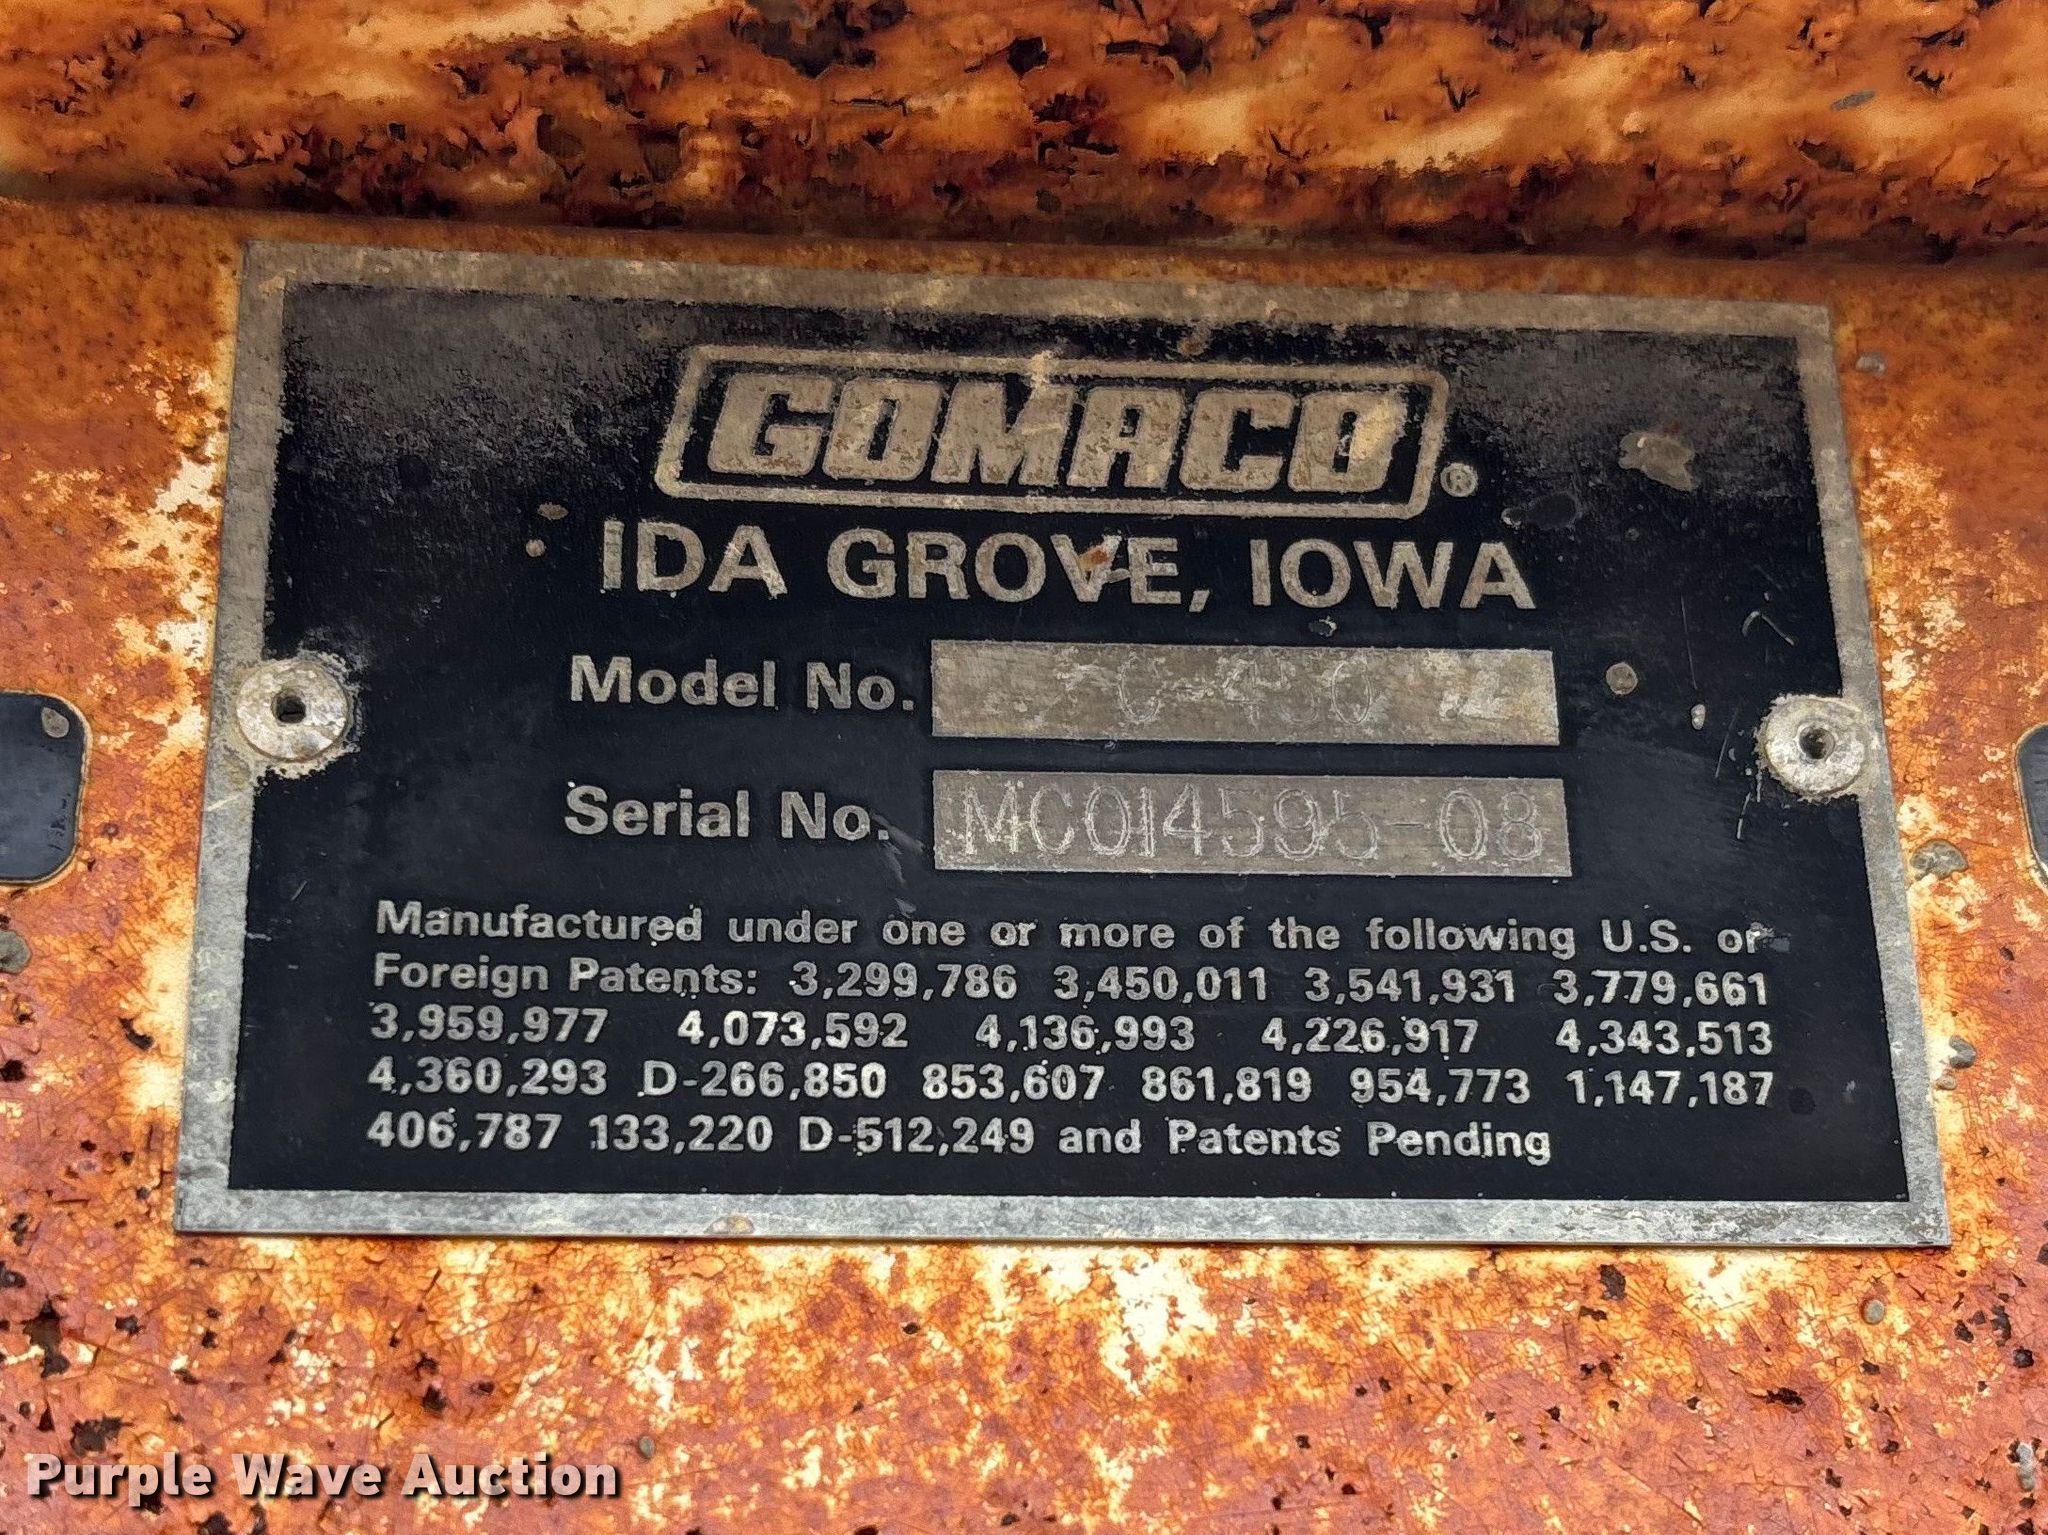 GOMACO ®
IDA GROVE, IOWA
Model No. C-450
Serial No. MC014595-08
Manufactured under one or more of the following U.S. or
Foreign Patents: 3,299,786 3,450,011 3,541,931 3,779,661
3,959,977 4,073,592 4,136,993 4,226,917 4,343,513
4,360,293 D-266,850 853,607 861,819 954,773 1,147,187
406,787 133,220 D-512,249 and Patents Pending
Purple Wave Auction